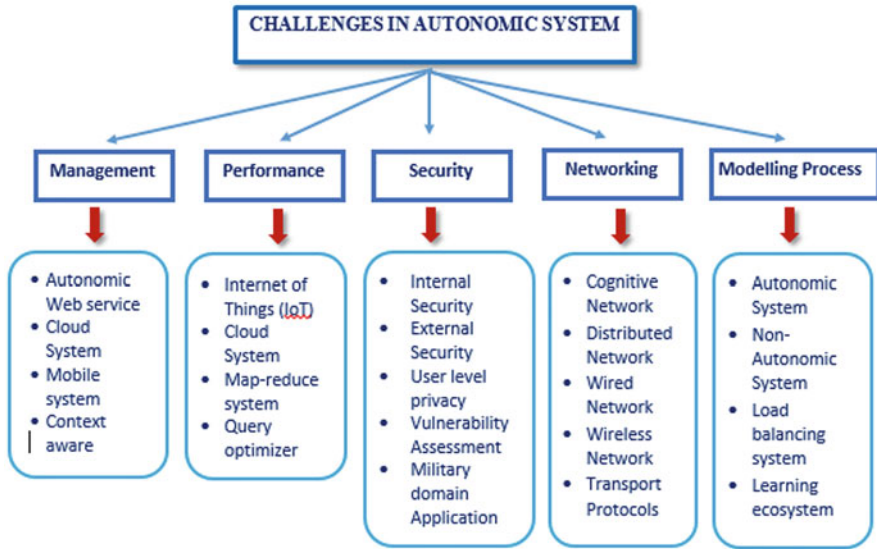 CHALLENGES IN AUTONOMIC SYSTEM
Management
Performance
Security
Networking
Modelling Process
• Autonomic
Web service
• Cloud
System
• Mobile
system
• Context
aware
• Internet of
Things (IoT)
• Cloud
System
• Map-reduce
system
• Query
optimizer
• Internal
Security
• External
Security
• User level
privacy
• Vulnerability
Assessment
• Military
domain
Application
• Cognitive
Network
• Distributed
Network
• Wired
Network
• Wireless
Network
• Transport
Protocols
• Autonomic
System
• Non-
Autonomic
System
• Load
balancing
system
• Learning
ecosystem